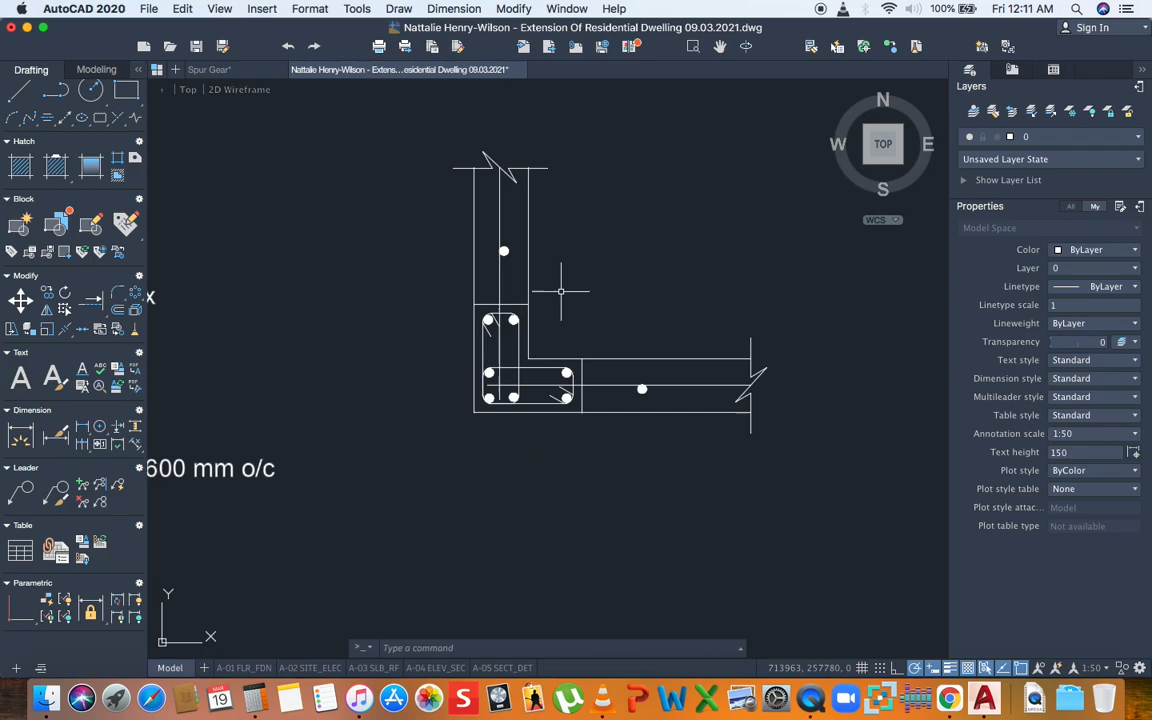 AutoCAD 2020 File Edit View Insert Format Tools Draw Dimension Modify Window Help 100% Fri 12:11 AM
Nattalie Henry-Wilson - Extension Of Residential Dwelling 09.03.2021
Sign In
Drafting Modeling Spur Gear* Nattalie Henry-Wilson - Extens...esidential Dwelling 09.03.2021*
Top 2D Wireframe
Layers
0
Unsaved Layer State
Show Layer List
N
W TOP E
S
WCS
Hatch
Block
Modify
Text
Dimension
Leader
Table
Parametric
X
600 mm o/c
Y
X
Properties All My
Model Space
Color ByLayer
Layer 0
Linetype ByLayer
Linetype scale 1
Lineweight ByLayer
Transparency 0
Text style Standard
Dimension style Standard
Multileader style Standard
Table style Standard
Annotation scale 1:50
Text height 150
Plot style ByColor
Plot style table None
Plot style attac... Model
Plot table type Not available
>_ Type a command
Model A-01 FLR_FDN A-02 SITE_ELEC A-03 SLB_RF A-04 ELEV_SEC A-05 SECT_DET 713963, 257780, 0 1:50
MAR
19